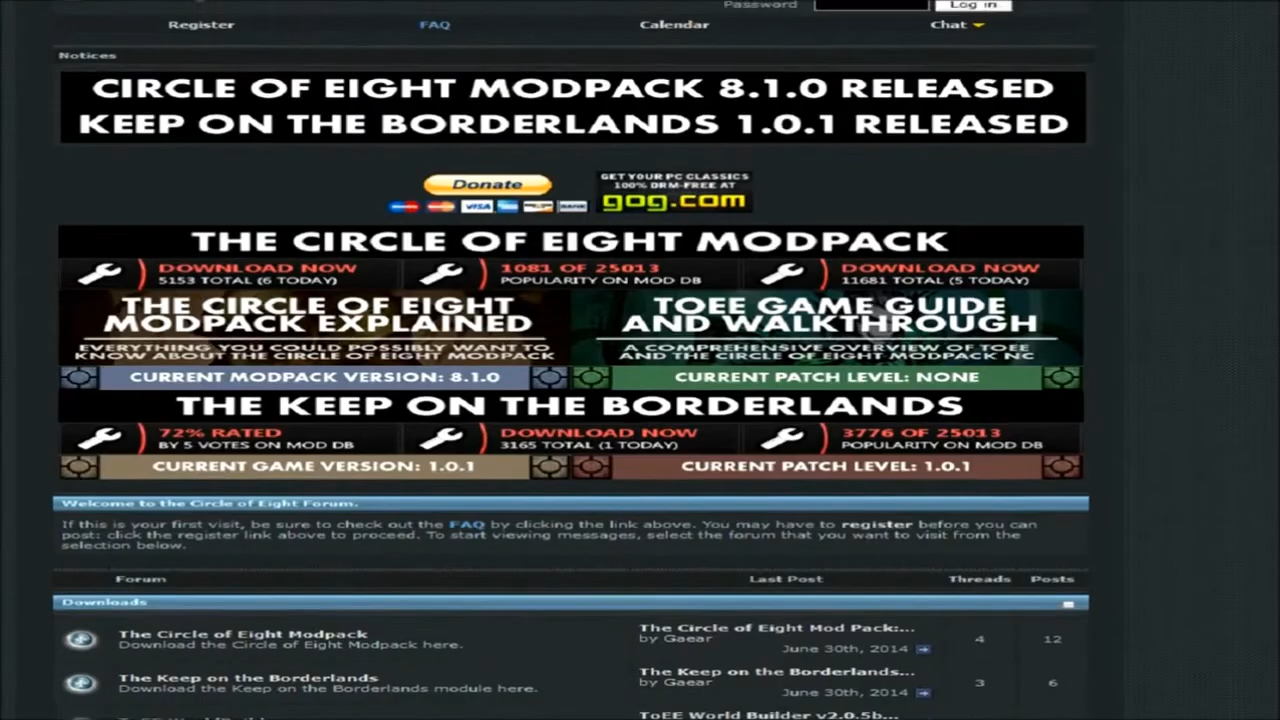 Password Log in
Register FAQ Calendar Chat
Notices
CIRCLE OF EIGHT MODPACK 8.1.0 RELEASED
KEEP ON THE BORDERLANDS 1.0.1 RELEASED
Donate
VISA
GET YOUR PC CLASSICS
100% DRM-FREE AT
gog.com
THE CIRCLE OF EIGHT MODPACK
DOWNLOAD NOW 1081 OF 25013 DOWNLOAD NOW
5153 TOTAL (6 TODAY) POPULARITY ON MOD DB 11681 TOTAL (5 TODAY)
THE CIRCLE OF EIGHT
MODPACK EXPLAINED
EVERYTHING YOU COULD POSSIBLY WANT TO
KNOW ABOUT THE CIRCLE OF EIGHT MODPACK
TOEE GAME GUIDE
AND WALKTHROUGH
A COMPREHENSIVE OVERVIEW OF TOEE
AND THE CIRCLE OF EIGHT MODPACK NC
CURRENT MODPACK VERSION: 8.1.0 CURRENT PATCH LEVEL: NONE
THE KEEP ON THE BORDERLANDS
72% RATED DOWNLOAD NOW 3776 OF 25013
BY 5 VOTES ON MOD DB 3165 TOTAL (1 TODAY) POPULARITY ON MOD DB
CURRENT GAME VERSION: 1.0.1 CURRENT PATCH LEVEL: 1.0.1
Welcome to the Circle of Eight Forum.
If this is your first visit, be sure to check out the FAQ by clicking the link above. You may have to register before you can
post: click the register link above to proceed. To start viewing messages, select the forum that you want to visit from the
selection below.
Forum Last Post Threads Posts
Downloads
The Circle of Eight Modpack
Download the Circle of Eight Modpack here.
The Circle of Eight Mod Pack:...
by Gaear
June 30th, 2014
4 12
The Keep on the Borderlands
Download the Keep on the Borderlands module here.
The Keep on the Borderlands...
by Gaear
June 30th, 2014
3 6
ToEE World Builder v2.0.5b...